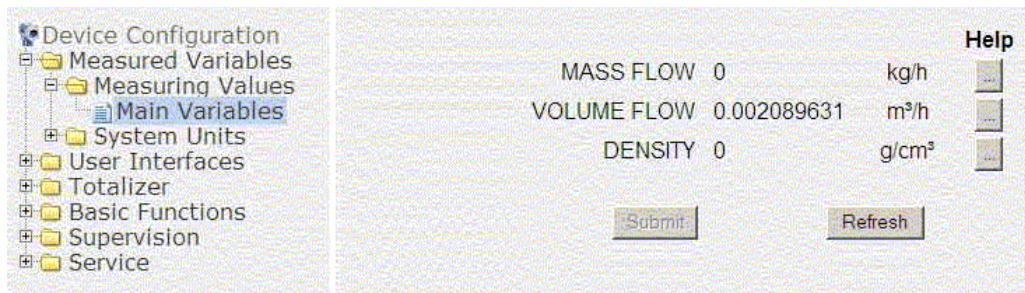 Device Configuration
Measured Variables
Measuring Values
Main Variables
System Units
User Interfaces
Totalizer
Basic Functions
Supervision
Service
Help
MASS FLOW 0 kg/h ...
VOLUME FLOW 0.002089631 m³/h ...
DENSITY 0 g/cm³ ...
Submit Refresh